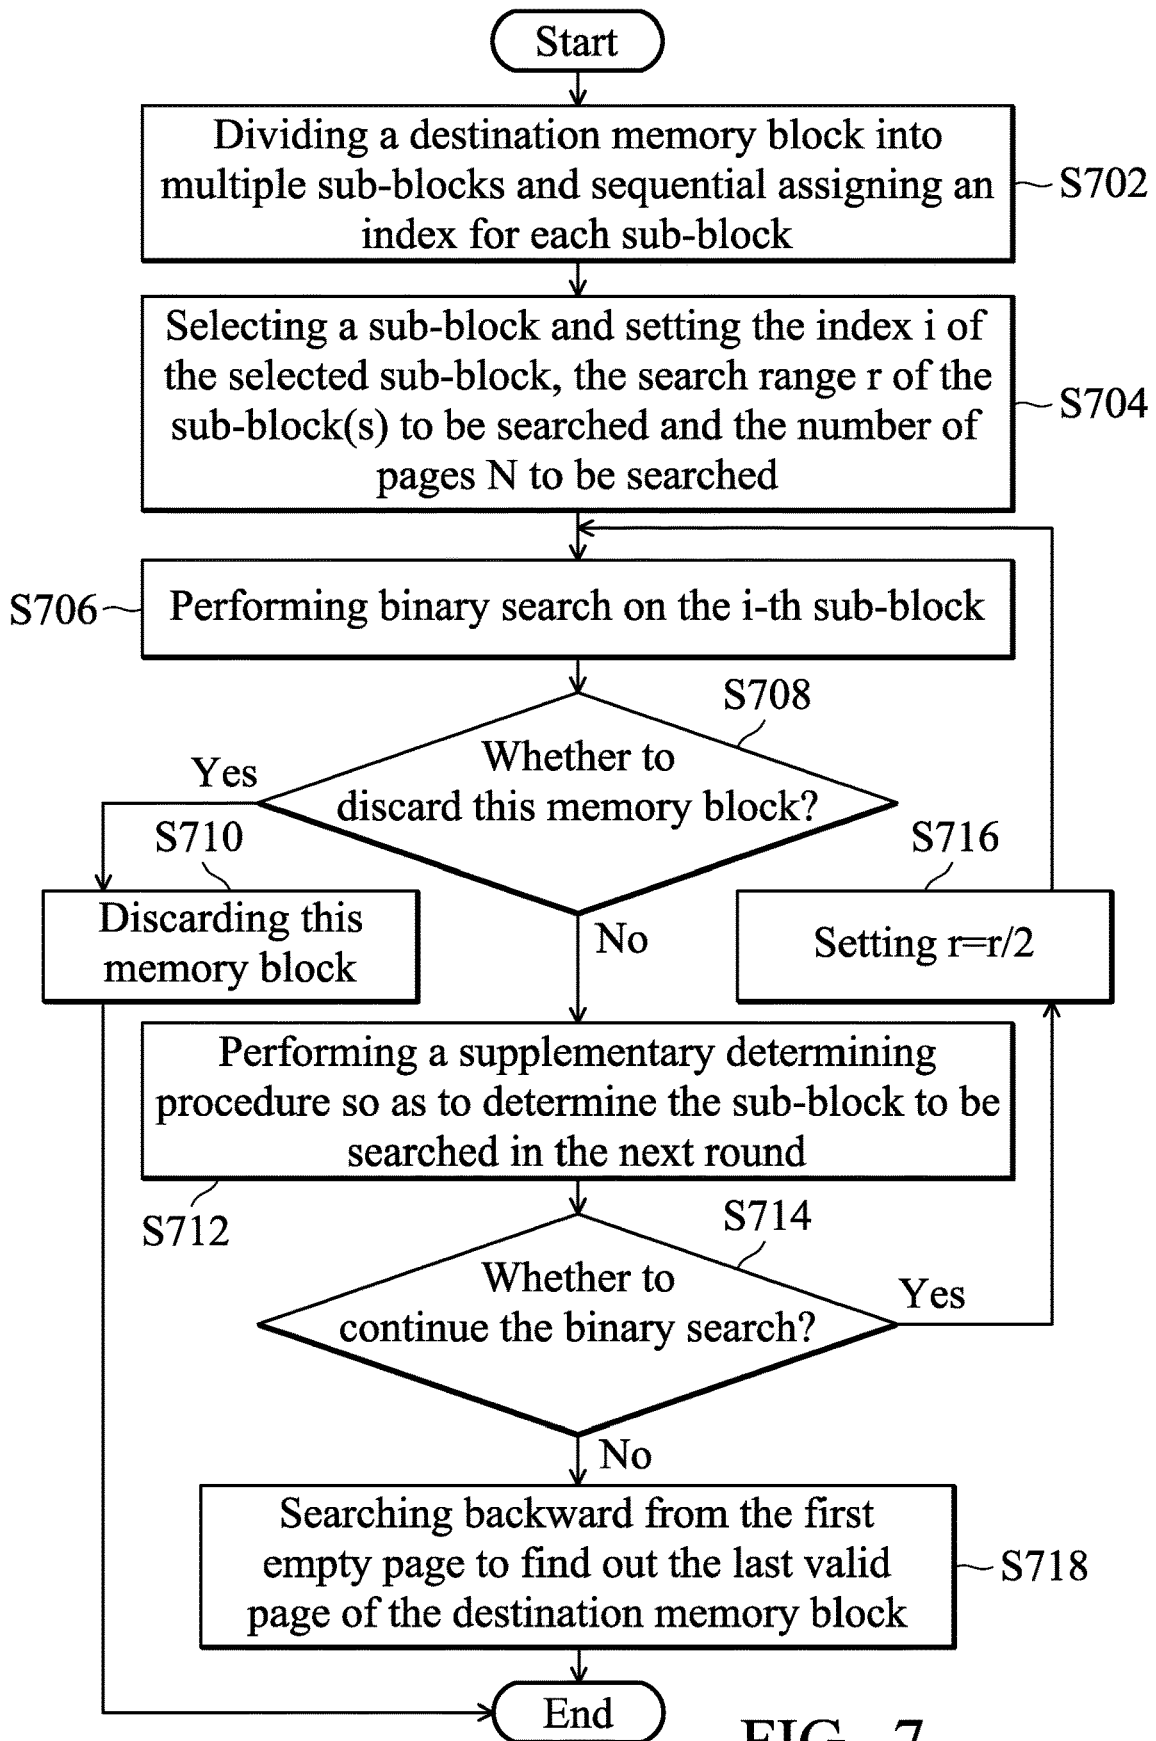 Start
Dividing a destination memory block into
multiple sub-blocks and sequential assigning an
index for each sub-block
S702
Selecting a sub-block and setting the index i of
the selected sub-block, the search range r of the
sub-block(s) to be searched and the number of
pages N to be searched
S704
S706
Performing binary search on the i-th sub-block
S708
Whether to
discard this memory block?
Yes
S710
Discarding this
memory block
No
S716
Setting r=r/2
Performing a supplementary determining
procedure so as to determine the sub-block to be
searched in the next round
S712
S714
Whether to
continue the binary search?
Yes
No
Searching backward from the first
empty page to find out the last valid
page of the destination memory block
S718
End
FIG. 7